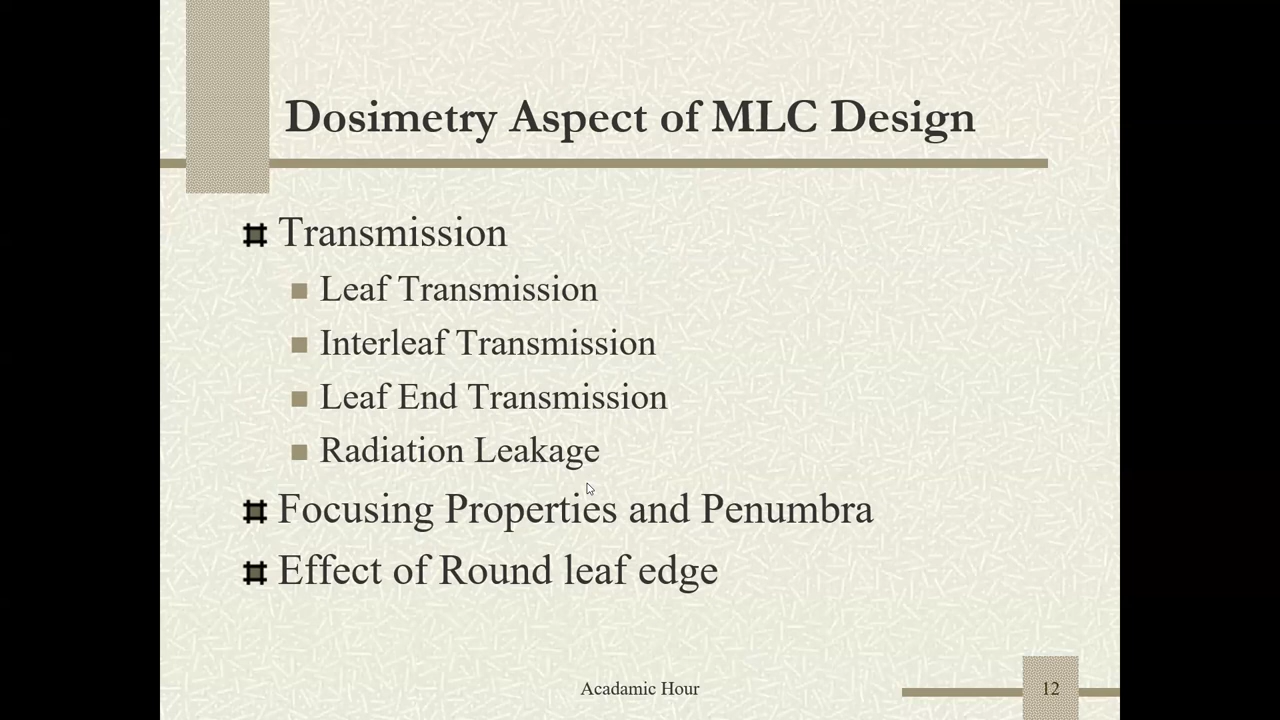 Dosimetry Aspect of MLC Design
Transmission
Leaf Transmission
Interleaf Transmission
Leaf End Transmission
Radiation Leakage
Focusing Properties and Penumbra
Effect of Round leaf edge
Acadamic Hour
12